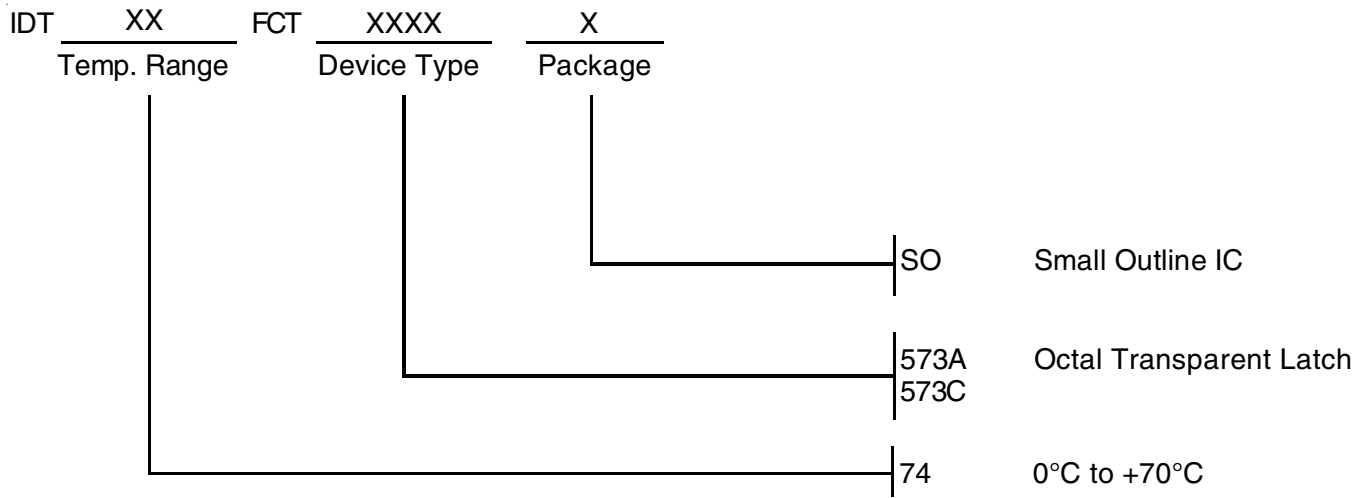 IDT XX FCT XXXX X
Temp. Range Device Type Package
SO Small Outline IC
573A Octal Transparent Latch
573C
74 0°C to +70°C